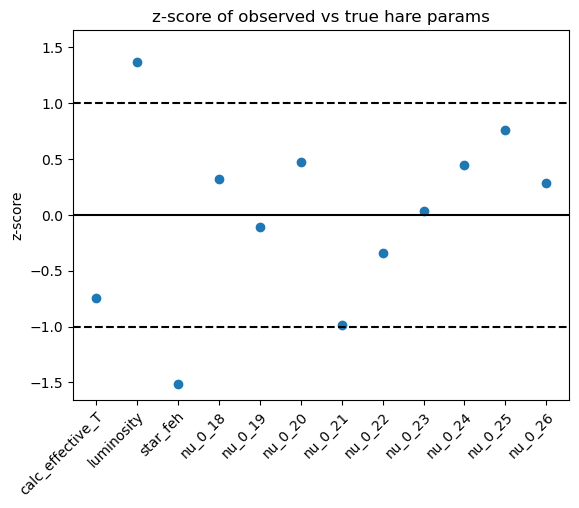 z-score of observed vs true hare params
z-score
1.5
1.0
0.5
0.0
−0.5
−1.0
−1.5
calc_effective_T
luminosity
star_feh
nu_0_18
nu_0_19
nu_0_20
nu_0_21
nu_0_22
nu_0_23
nu_0_24
nu_0_25
nu_0_26